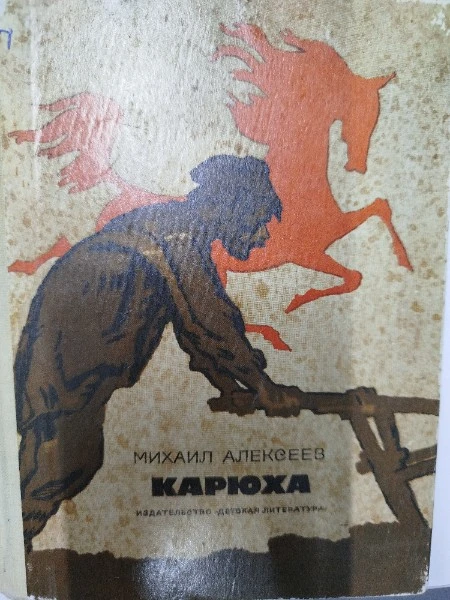 МИХАИЛ АЛЕКСЕЕВ
КАРЮХА
ИЗДАТЕЛЬСТВО «ДЕТСКАЯ ЛИТЕРАТУРА»